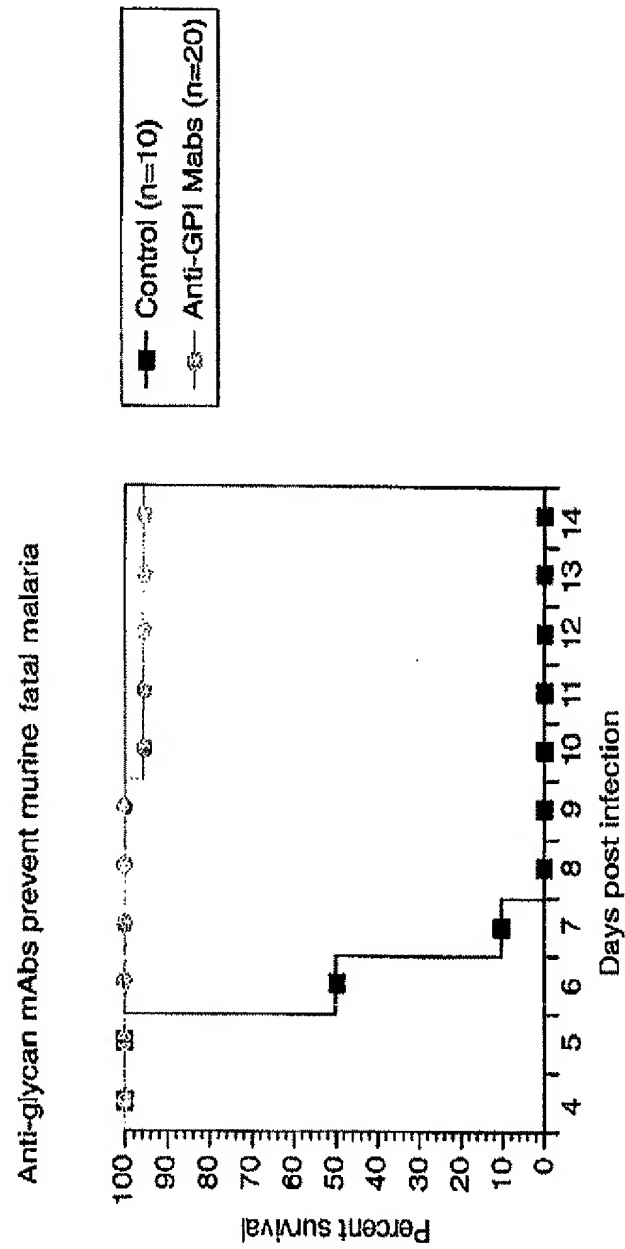 Anti-glycan mAbs prevent murine fatal malaria
Control (n=10)
Anti-GPI Mabs (n=20)
Percent survival
100
90
80
70
60
50
40
30
20
10
0
4 5 6 7 8 9 10 11 12 13 14
Days post infection